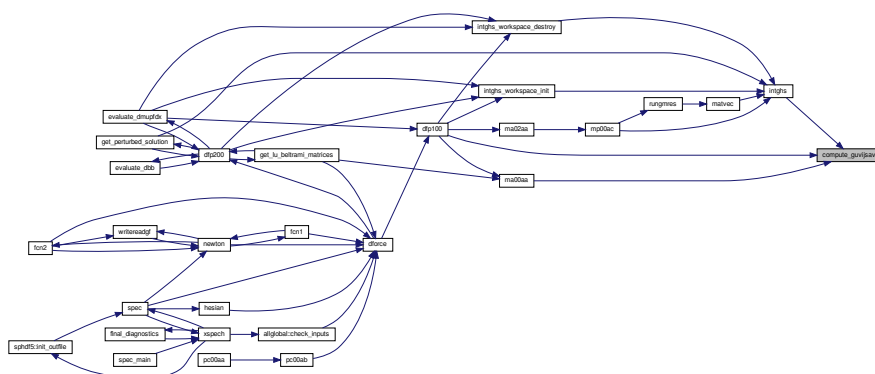 intghs_workspace_destroy
intghs_workspace_init
intghs
rungmres
matvec
evaluate_dmupfdx
dfp100
ma02aa
mp00ac
get_perturbed_solution
dfp200
get_lu_beltrami_matrices
compute_guvijsave
evaluate_dbb
ma00aa
writereadgf
fcn1
fcn2
newton
dforce
spec
hesian
final_diagnostics
xspech
allglobal::check_inputs
sphdf5::init_outfile
spec_main
pc00aa
pc00ab